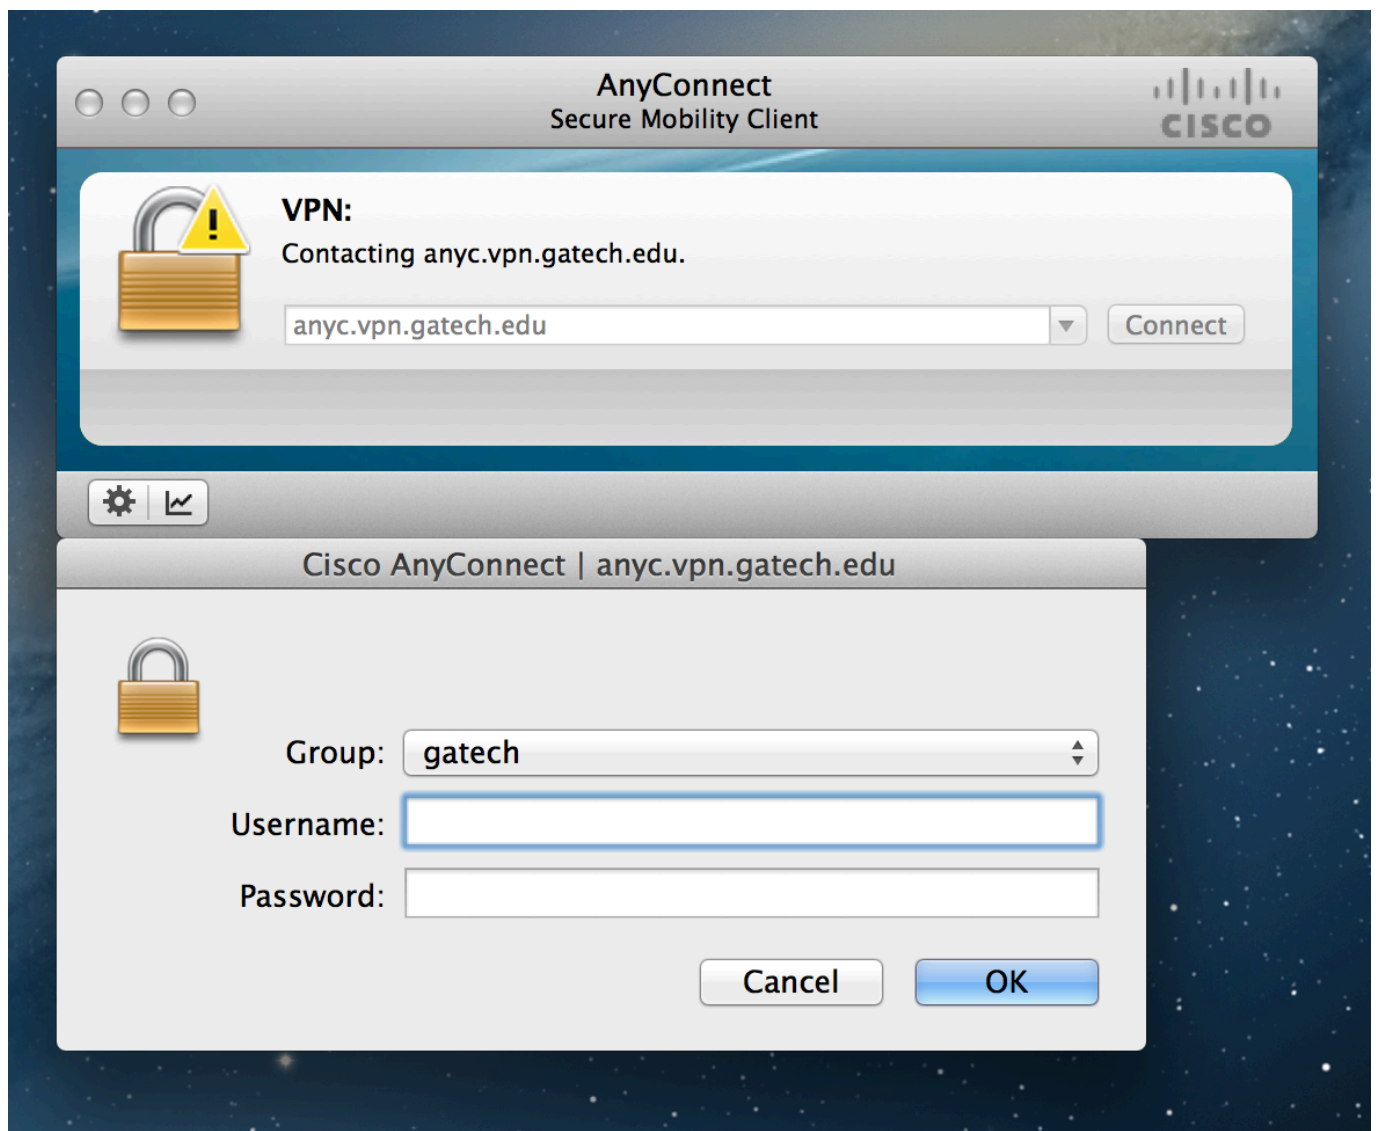 AnyConnect
Secure Mobility Client
CISCO
VPN:
Contacting anyc.vpn.gatech.edu.
anyc.vpn.gatech.edu
Connect
Cisco AnyConnect | anyc.vpn.gatech.edu
Group: gatech
Username:
Password:
Cancel OK